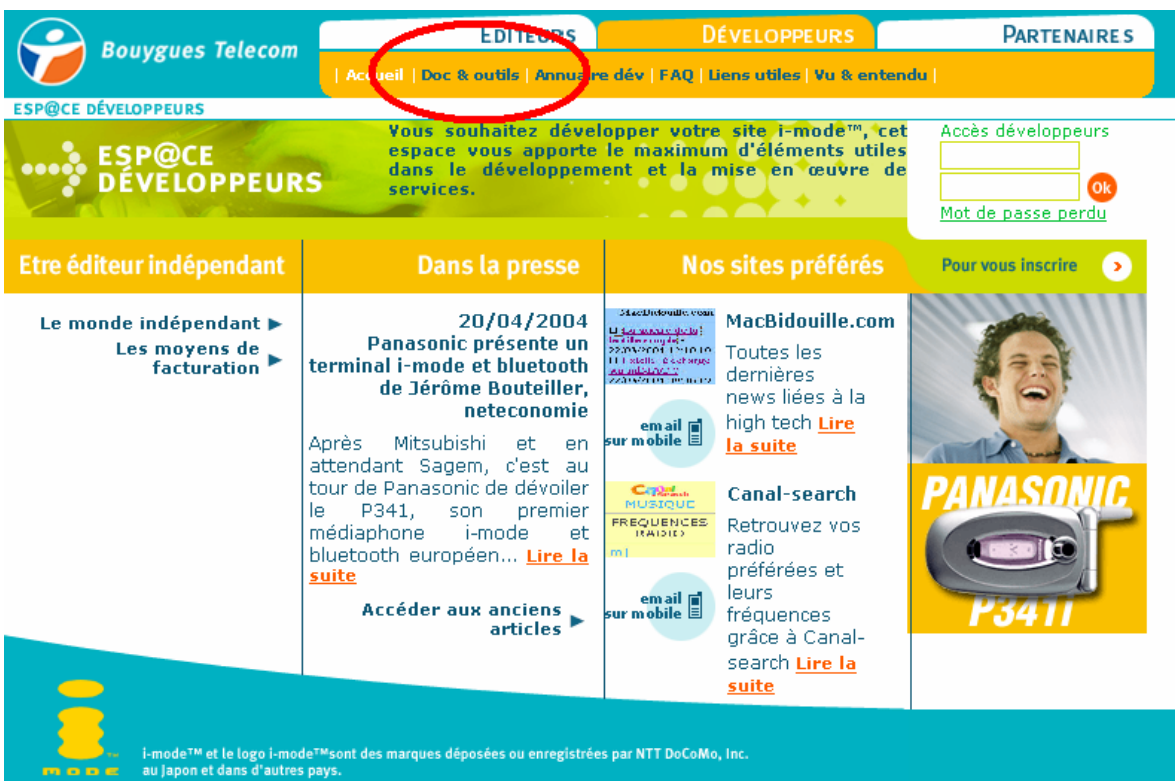 Bouygues Telecom
EDITEURS
DÉVELOPPEURS
PARTENAIRES
| Accueil | Doc & outils | Annuaire dév | FAQ | Liens utiles | Vu & entendu |
ESP@CE DÉVELOPPEURS
ESP@CE
DÉVELOPPEURS
Vous souhaitez développer votre site i-mode™, cet
espace vous apporte le maximum d'éléments utiles
dans le développement et la mise en œuvre de
services.
Accès développeurs
Ok
Mot de passe perdu
Etre éditeur indépendant
Dans la presse
Nos sites préférés
Pour vous inscrire
Le monde indépendant
Les moyens de
facturation
20/04/2004
Panasonic présente un
terminal i-mode et bluetooth
de Jérôme Bouteiller,
neteconomie
Après Mitsubishi et en
attendant Sagem, c'est au
tour de Panasonic de dévoiler
le P341, son premier
médiaphone i-mode et
bluetooth européen... Lire la
suite
Accéder aux anciens
articles
MacBidouille.com
MacBidouille.com
Toutes les
dernières
news liées à la
high tech Lire
la suite
email
sur mobile
Canal
Search
MUSIQUE
FREQUENCES
RADIO
Canal-search
Retrouvez vos
radio
préférées et
leurs
fréquences
grâce à Canal-
search Lire la
suite
email
sur mobile
PANASONIC
P341i
mode
i-mode™ et le logo i-mode™sont des marques déposées ou enregistrées par NTT DoCoMo, Inc.
au Japon et dans d'autres pays.